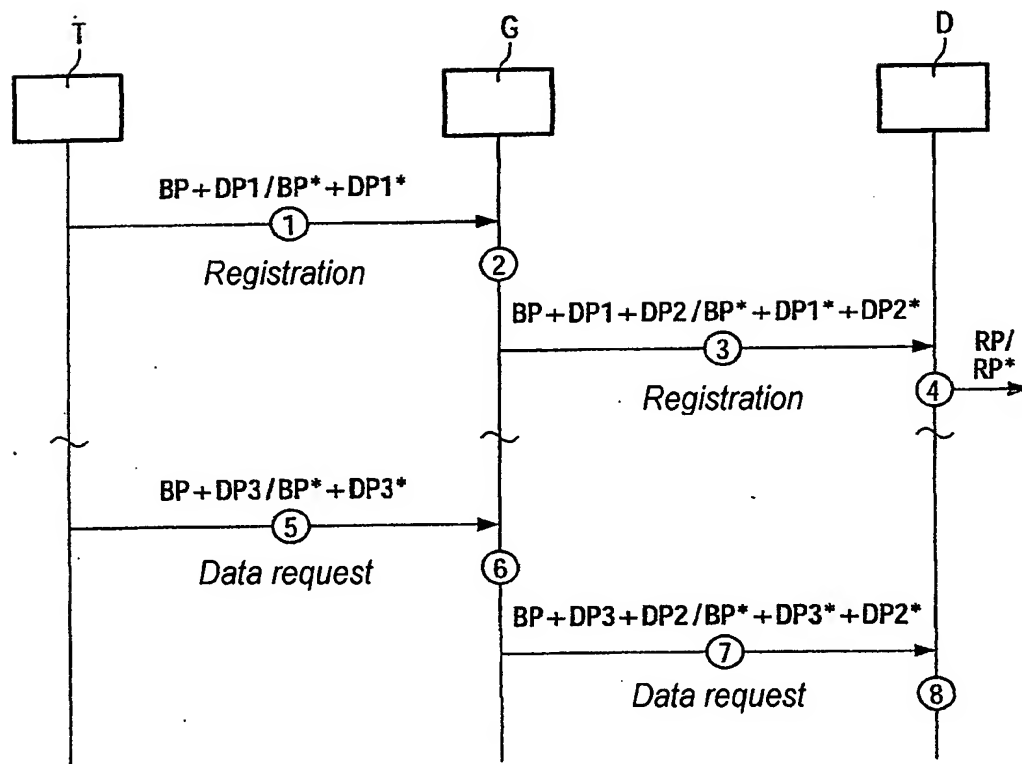 T G D
BP+DP1/BP*+DP1*
1
Registration
2
BP+DP1+DP2/BP*+DP1*+DP2*
3
Registration
RP/
RP*
4
BP+DP3/BP*+DP3*
5
Data request
6
BP+DP3+DP2/BP*+DP3*+DP2*
7
Data request
8